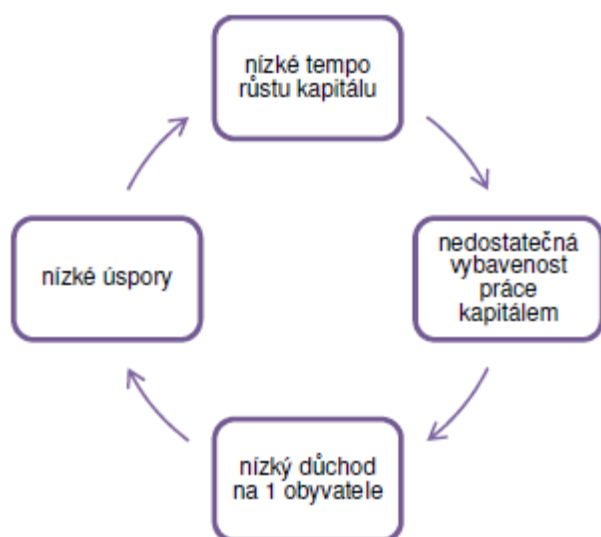 nízké tempo
růstu kapitálu
nedostatečná
vybavenost
práce
kapitálem
nízký důchod
na 1 obyvatele
nízké úspory